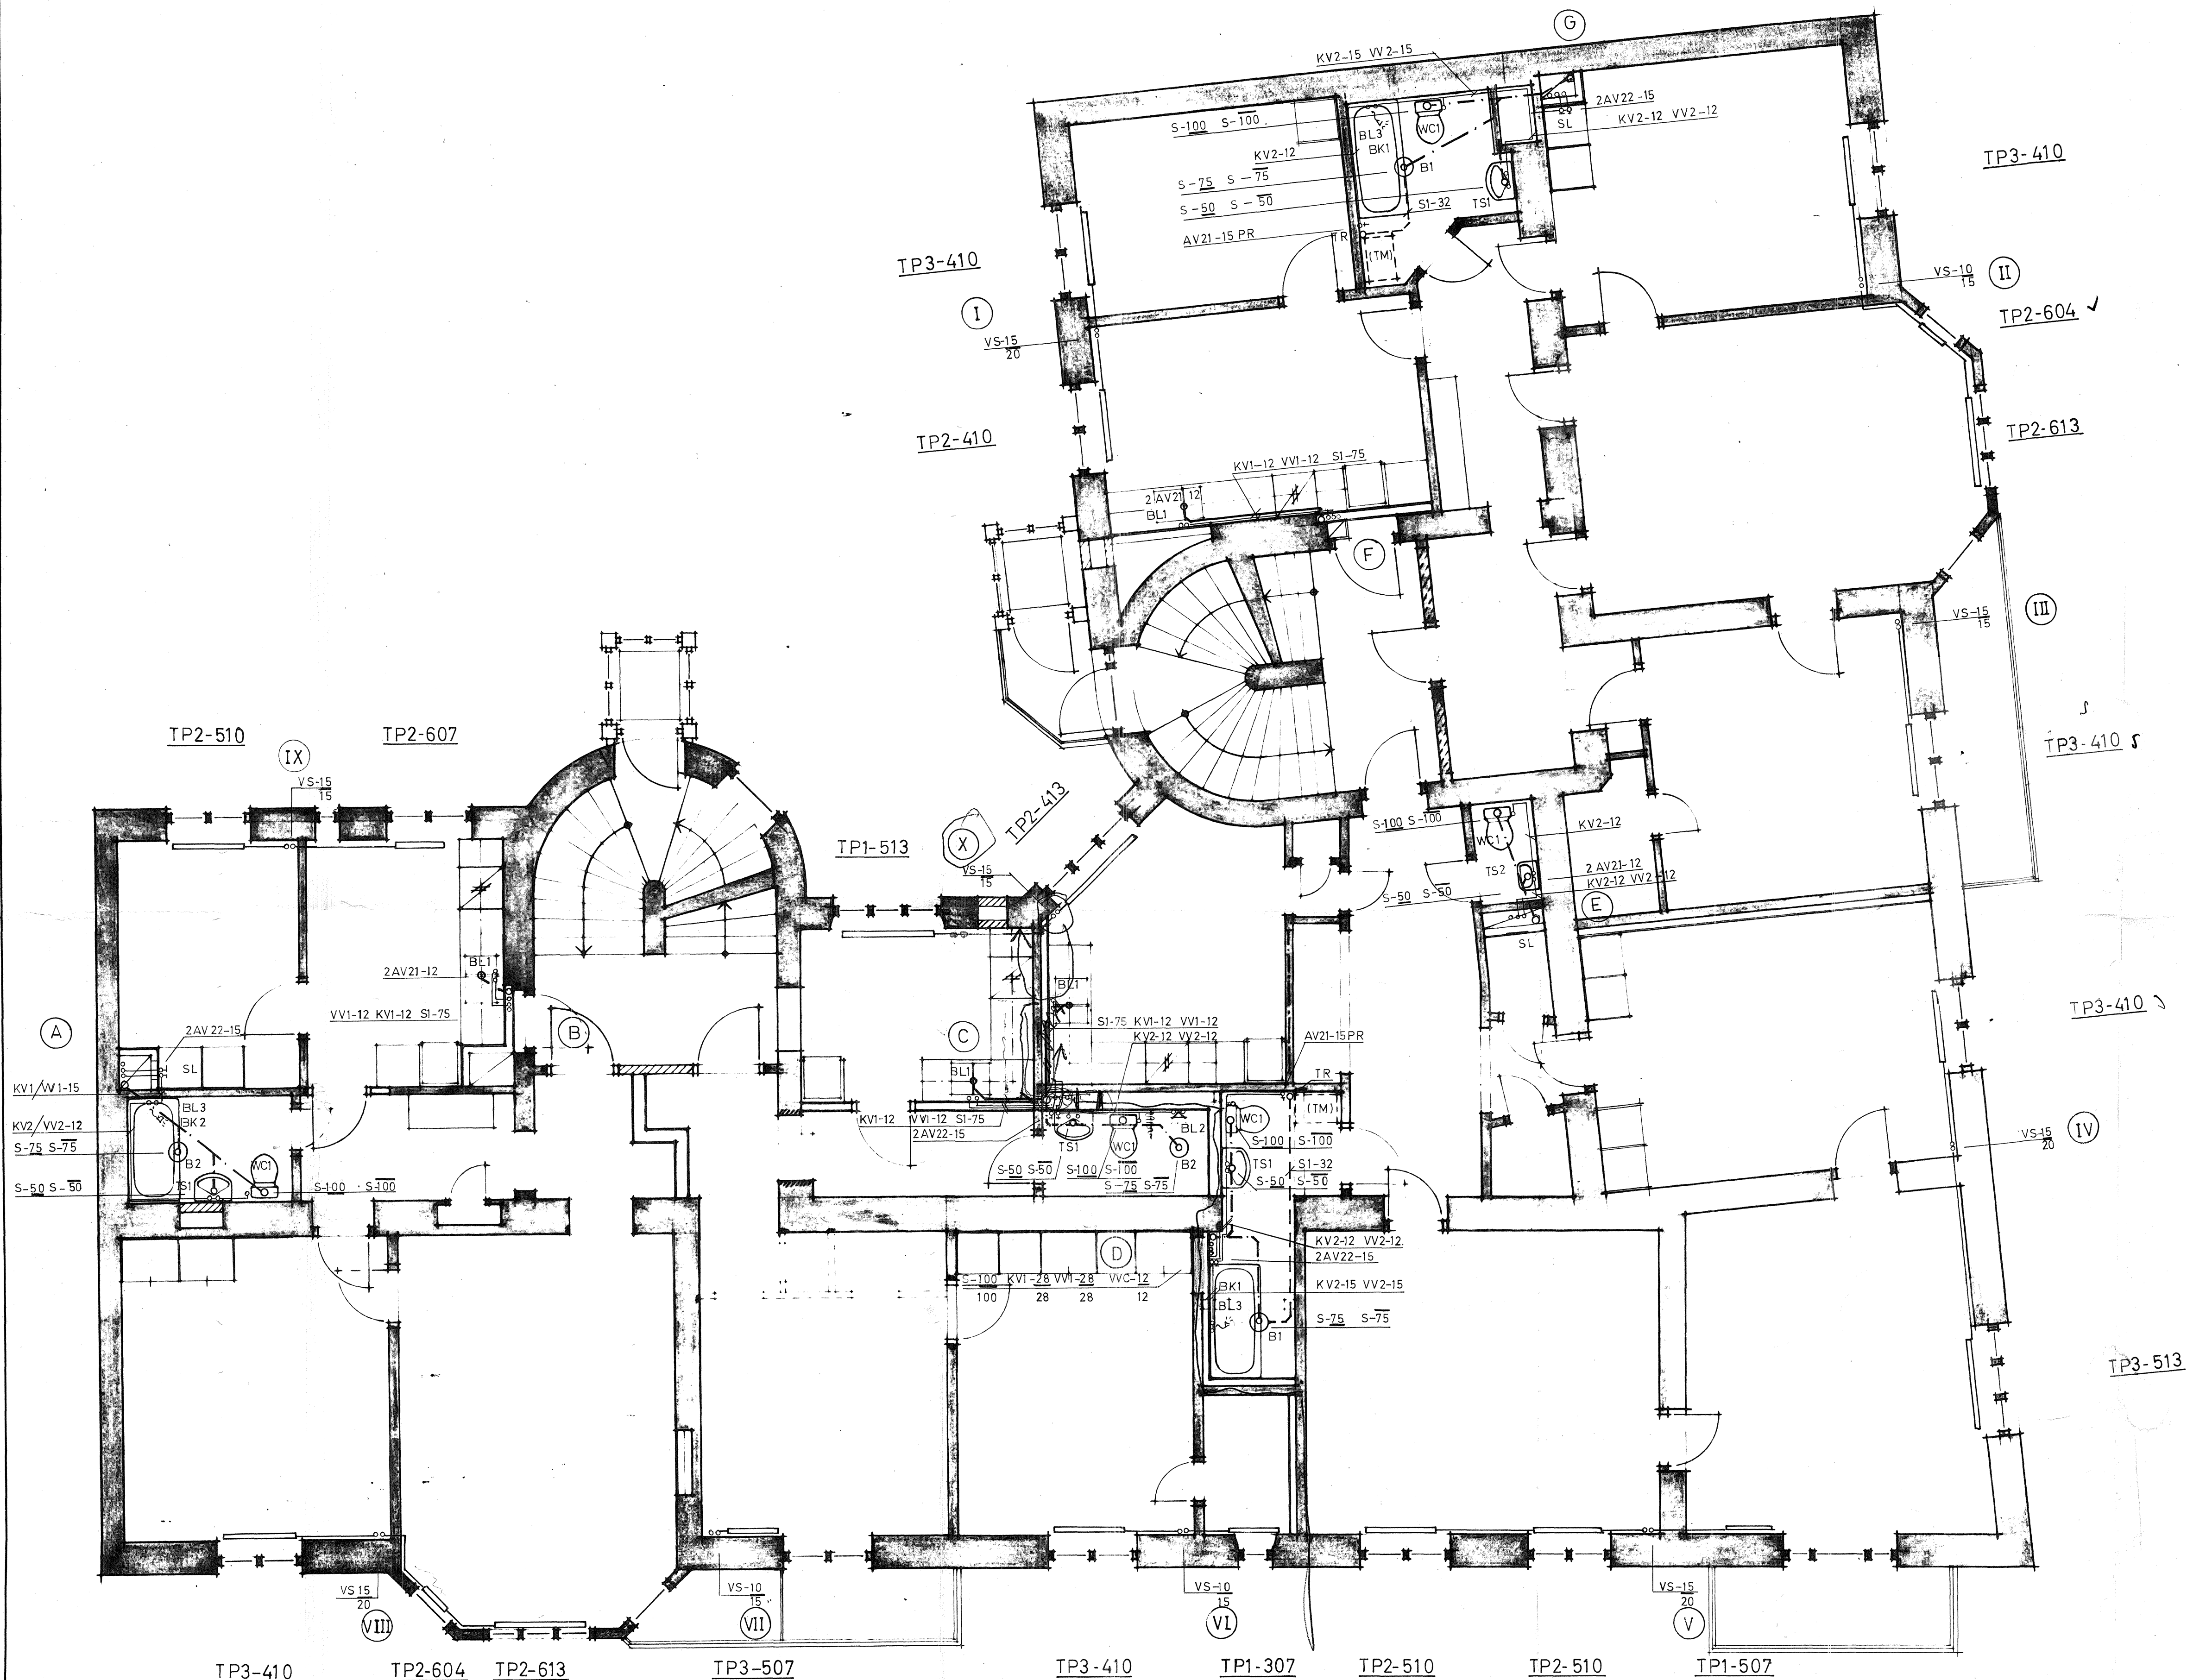 G
KV2-15 VV2-15
2AV22-15
KV2-12 VV2-12
SL
S-100 S-100
BL3
BK1
WC1
KV2-12
B1
S-75 S-75
S-50 S-50
TS1
S1-32
AV21-15 PR
TR
(TM)
TP3-410
TP3-410
I
VS-15
20
VS-10
15
II
TP2-604
TP2-410
TP2-613
KV1-12 VV1-12 S1-75
2 AV21 12
BL1
F
VS-15
15
III
TP3-410
TP2-510
TP2-607
IX
VS-15
15
TP1-513
X
TP2-413
VS-15
15
S-100 S-100
KV2-12
WC1
TS2
2 AV21-12
KV2-12 VV2-12
S-50 S-50
E
SL
BL1
2AV21-12
VV1-12 KV1-12 S1-75
A
B
C
2AV22-15
SL
BL1
S1-75 KV1-12 VV1-12
KV2-12 VV2-12
AV21-15PR
TP3-410
KV1/VV1-15
BL3
BK2
KV2/VV2-12
S-75 S-75
B2
WC1
S-50 S-50
TS1
S-100 S-100
BL1
KV1-12 VV1-12 S1-75
2AV22-15
TR
(TM)
WC1
S-100 S-100
TS1
WC1
BL2
B2
S-50 S-50 S-100 S-100
S-75 S-75
TS1
S1-32
S-50 S-50
VS-15
20
IV
D
S-100 KV1-28 VV1-28 VVC-12
100 28 28 12
KV2-12 VV2-12
2AV22-15
BK1
BL3
KV2-15 VV2-15
S-75 S-75
B1
TP3-513
VS 15
20
VIII
VS-10
15
VII
VS-10
15
VI
VS-15
20
V
TP3-410
TP2-604
TP2-613
TP3-507
TP3-410
TP1-307
TP2-510
TP2-510
TP1-507